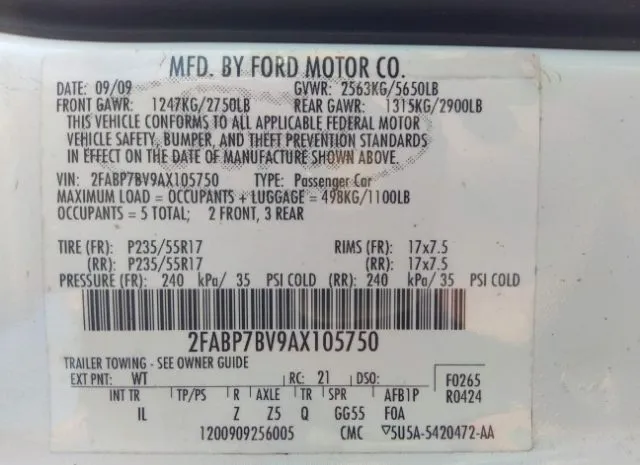 MFD. BY FORD MOTOR CO.
DATE: 09/09 GVWR: 2563KG/5650LB
FRONT GAWR: 1247KG/2750LB REAR GAWR: 1315KG/2900LB
THIS VEHICLE CONFORMS TO ALL APPLICABLE FEDERAL MOTOR
VEHICLE SAFETY, BUMPER, AND THEFT PREVENTION STANDARDS
IN EFFECT ON THE DATE OF MANUFACTURE SHOWN ABOVE.
VIN: 2FABP7BV9AX105750 TYPE: Passenger Car
MAXIMUM LOAD = OCCUPANTS + LUGGAGE = 498KG/1100LB
OCCUPANTS = 5 TOTAL; 2 FRONT, 3 REAR
TIRE (FR): P235/55R17 RIMS (FR): 17x7.5
(RR): P235/55R17 (RR): 17x7.5
PRESSURE (FR): 240 kPa/ 35 PSI COLD (RR): 240 kPa/ 35 PSI COLD
2FABP7BV9AX105750
TRAILER TOWING - SEE OWNER GUIDE
EXT PNT: WT RC: 21 DSO: F0265
INT TR TP/PS R AXLE TR SPR AFB1P R0424
IL Z Z5 Q GG55 F0A
1200909256005 CMC ▽5U5A-5420472-AA